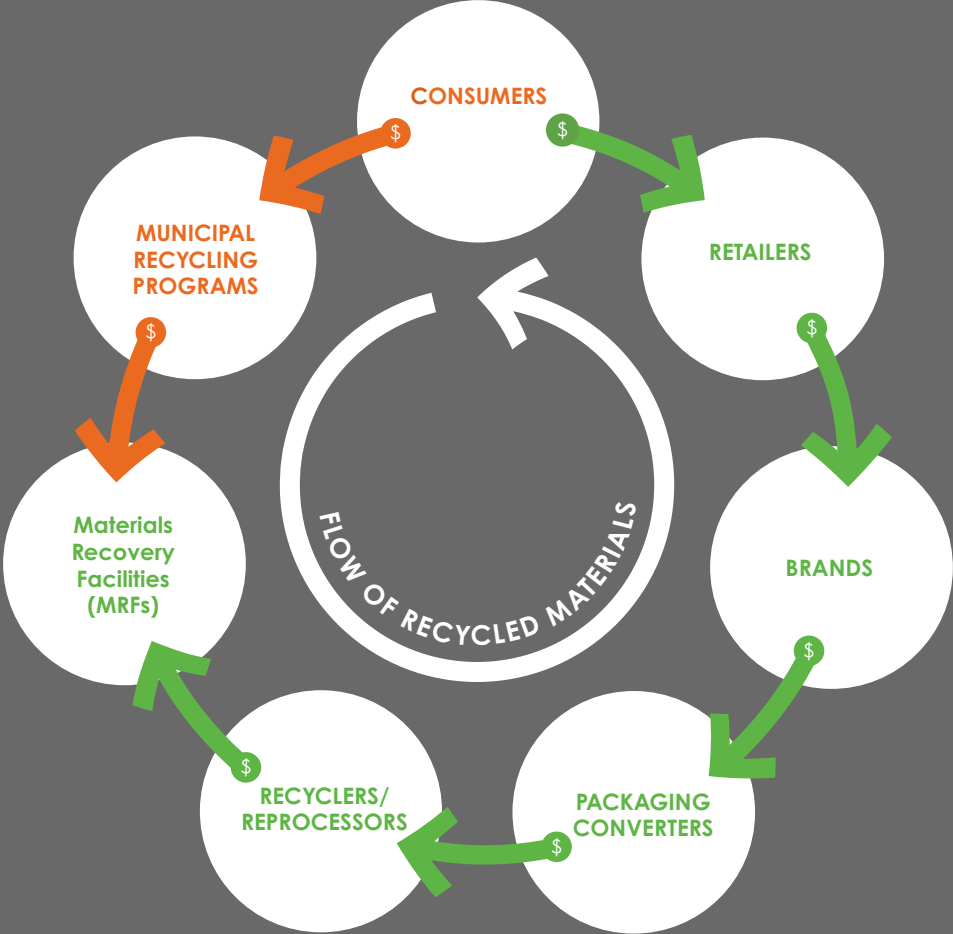 CONSUMERS
$
$
RETAILERS
$
BRANDS
$
PACKAGING
CONVERTERS
$
RECYCLERS/
REPROCESSORS
$
Materials
Recovery
Facilities
(MRFs)
MUNICIPAL
RECYCLING
PROGRAMS
$
FLOW OF RECYCLED MATERIALS